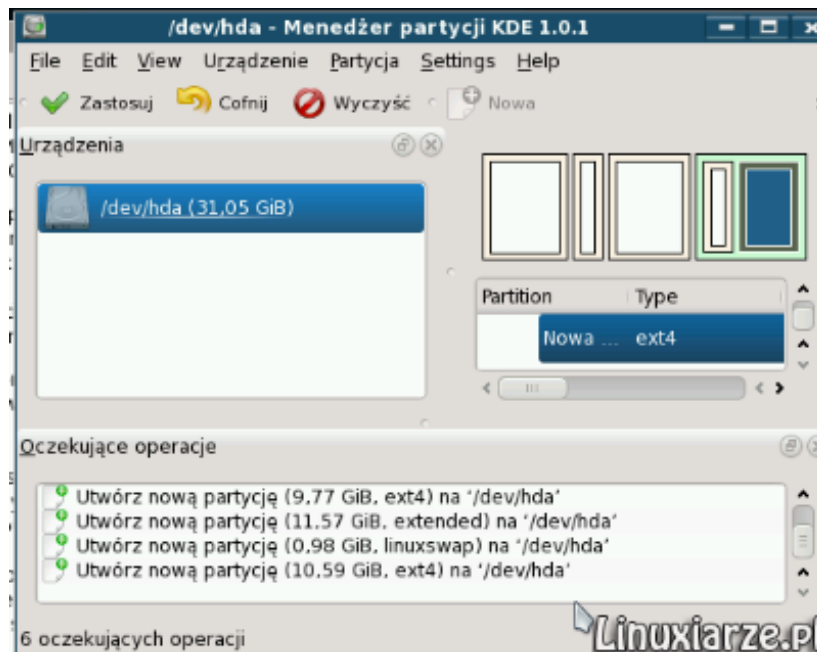 /dev/hda - Menedżer partycji KDE 1.0.1
File Edit View Urządzenie Partycja Settings Help
Zastosuj Cofnij Wyczyść Nowa
Urządzenia
/dev/hda (31,05 GiB)
Partition Type
Nowa ... ext4
Oczekujące operacje
Utwórz nową partycję (9,77 GiB, ext4) na '/dev/hda'
Utwórz nową partycję (11,57 GiB, extended) na '/dev/hda'
Utwórz nową partycję (0,98 GiB, linuxswap) na '/dev/hda'
Utwórz nową partycję (10,59 GiB, ext4) na '/dev/hda'
6 oczekujących operacji
Linuxiarze.pl